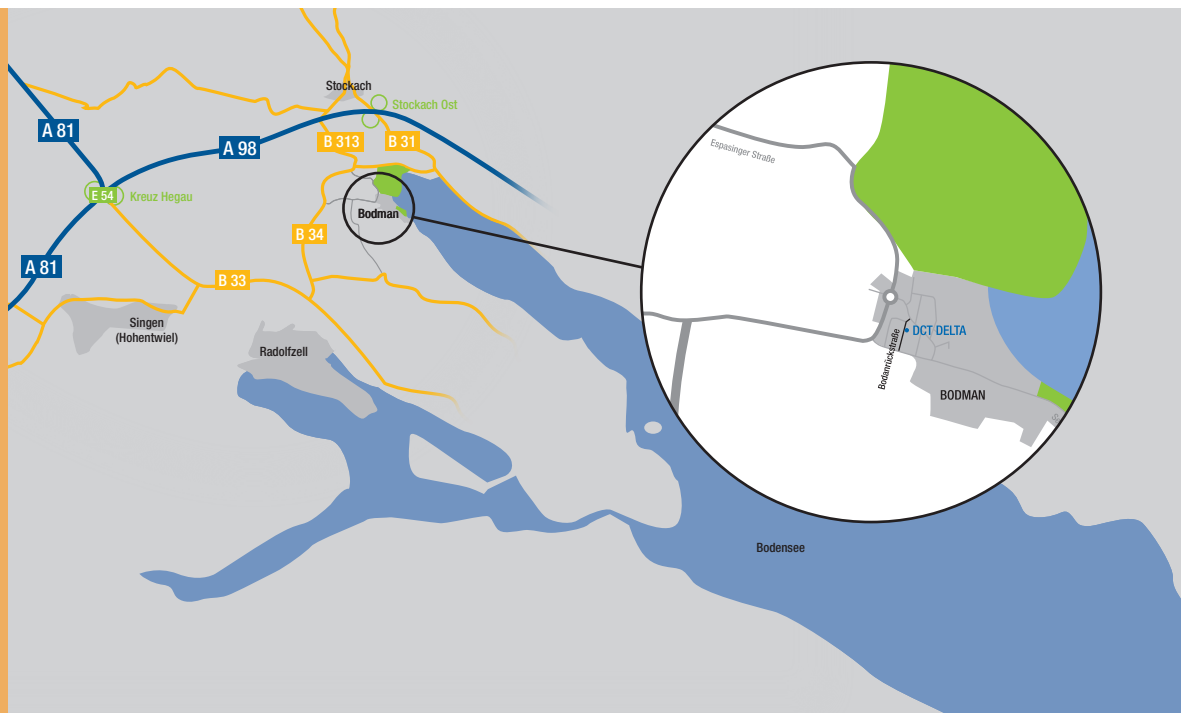 Stockach
Stockach Ost
A 81
A 98
B 313
B 31
Espasinger Straße
E 54
Kreuz Hegau
Bodman
B 34
A 81
B 33
Singen
(Hohentwiel)
Radolfzell
DCT DELTA
Bodanrückstraße
BODMAN
Bodensee